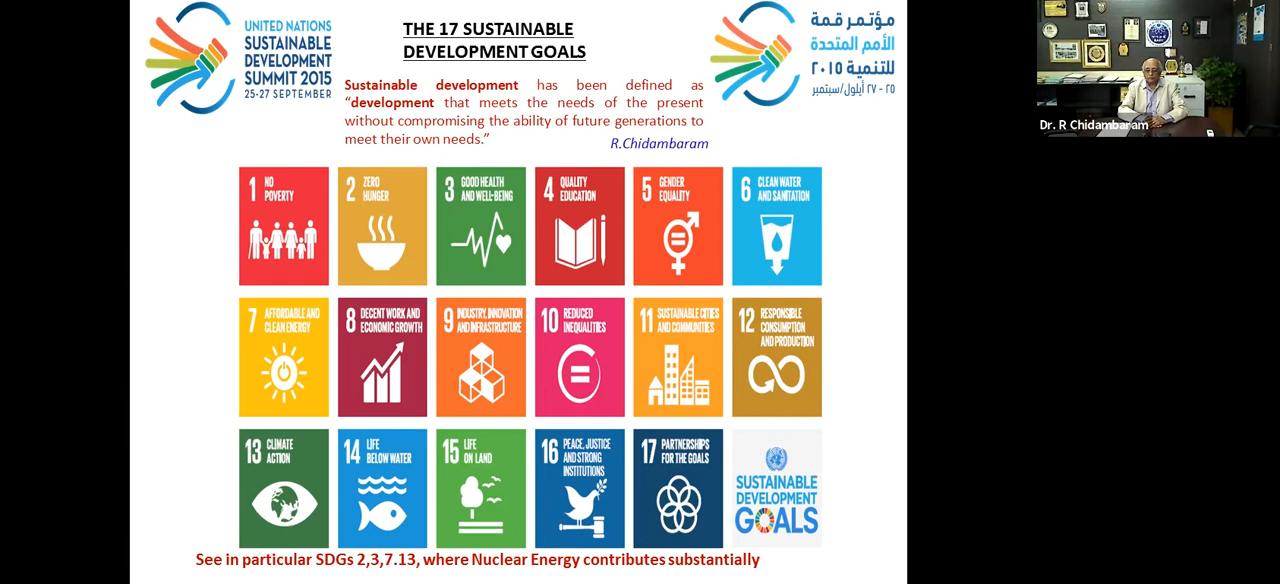 UNITED NATIONS
SUSTAINABLE
DEVELOPMENT
SUMMIT 2015
25-27 SEPTEMBER
THE 17 SUSTAINABLE
DEVELOPMENT GOALS
مؤتمر قمة
الأمم المتحدة
للتنمية ٢٠١٥
٢٥ - ٢٧ أيلول/سبتمبر
Sustainable development has been defined as
“development that meets the needs of the present
without compromising the ability of future generations to
meet their own needs.”
R.Chidambaram
Dr. R Chidambaram
1 NO
POVERTY
2 ZERO
HUNGER
3 GOOD HEALTH
AND WELL-BEING
4 QUALITY
EDUCATION
5 GENDER
EQUALITY
6 CLEAN WATER
AND SANITATION
7 AFFORDABLE AND
CLEAN ENERGY
8 DECENT WORK AND
ECONOMIC GROWTH
9 INDUSTRY, INNOVATION
AND INFRASTRUCTURE
10 REDUCED
INEQUALITIES
11 SUSTAINABLE CITIES
AND COMMUNITIES
12 RESPONSIBLE
CONSUMPTION
AND PRODUCTION
13 CLIMATE
ACTION
14 LIFE
BELOW WATER
15 LIFE
ON LAND
16 PEACE, JUSTICE
AND STRONG
INSTITUTIONS
17 PARTNERSHIPS
FOR THE GOALS
SUSTAINABLE
DEVELOPMENT
GOALS
See in particular SDGs 2,3,7.13, where Nuclear Energy contributes substantially